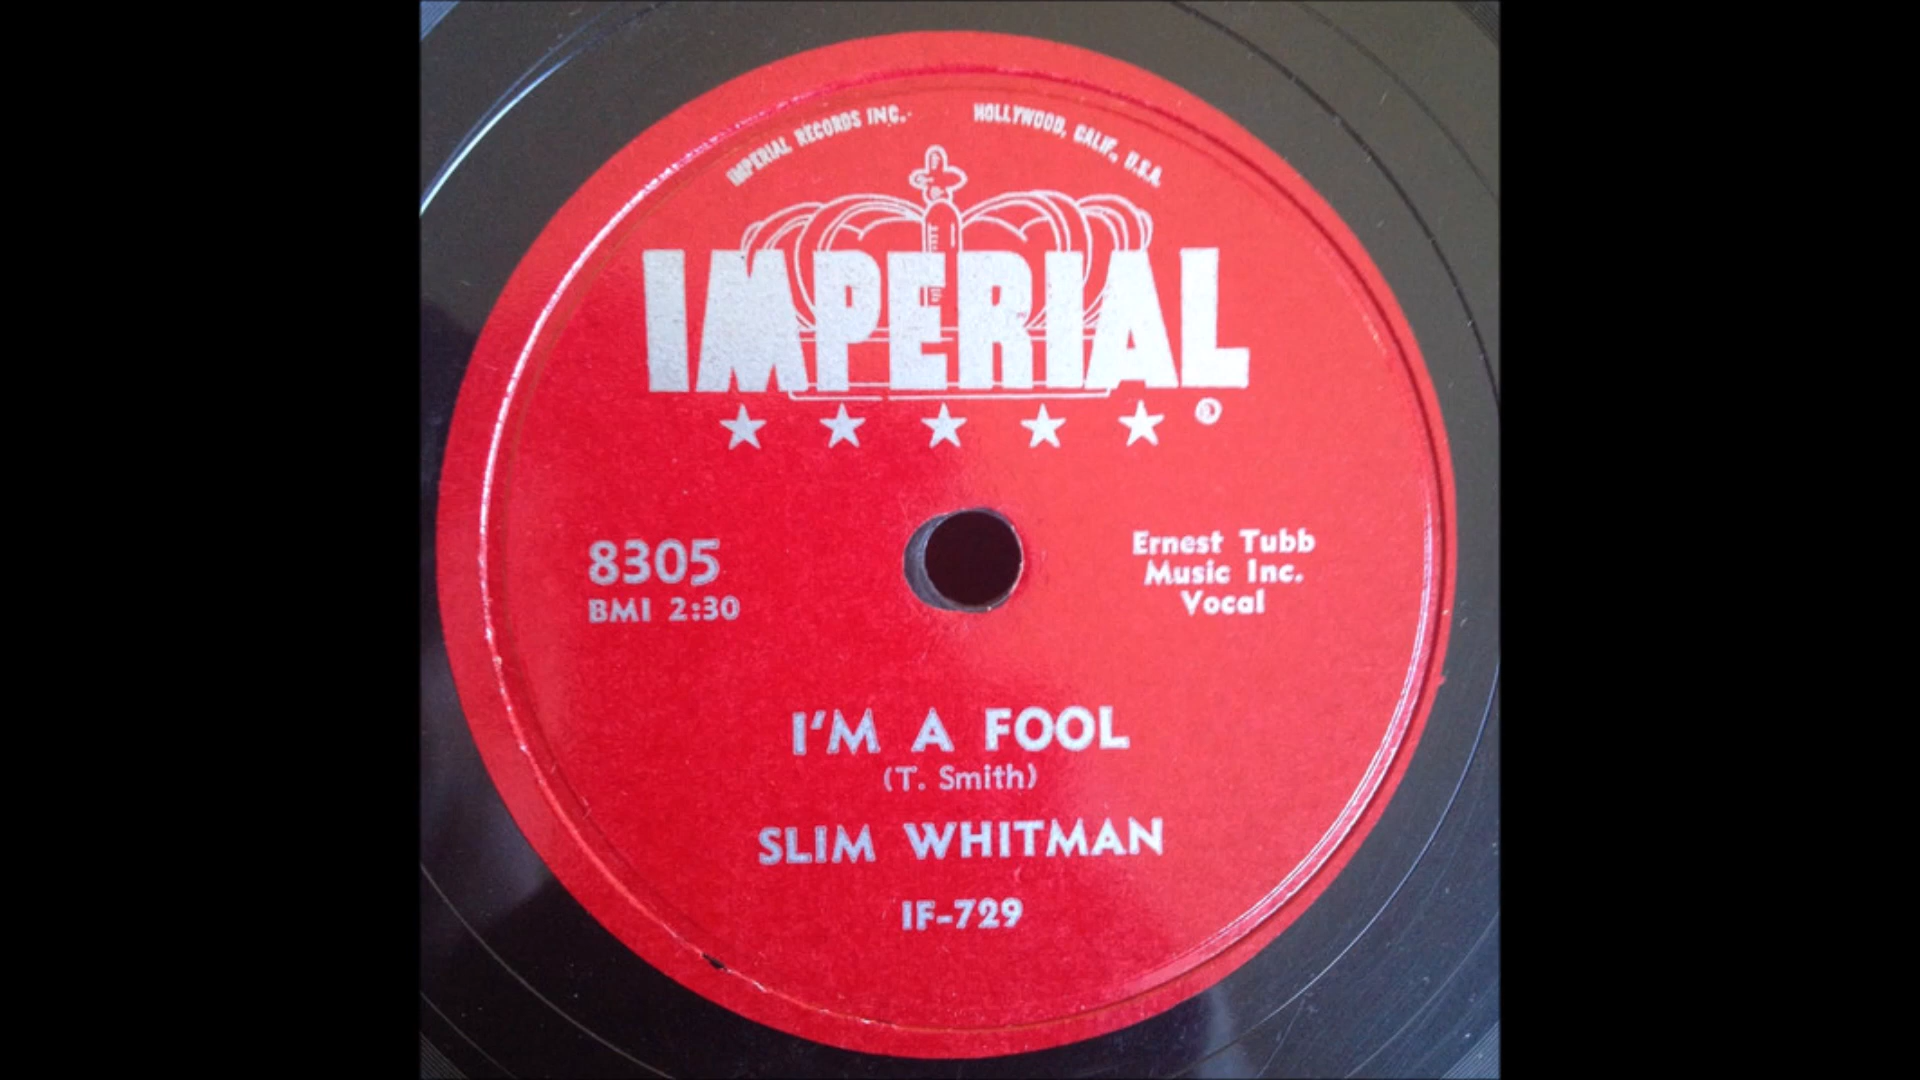 IMPERIAL RECORDS INC. HOLLYWOOD, CALIF., U.S.A.
IMPERIAL
8305
BMI 2:30
Ernest Tubb
Music Inc.
Vocal
I'M A FOOL
(T. Smith)
SLIM WHITMAN
IF-729